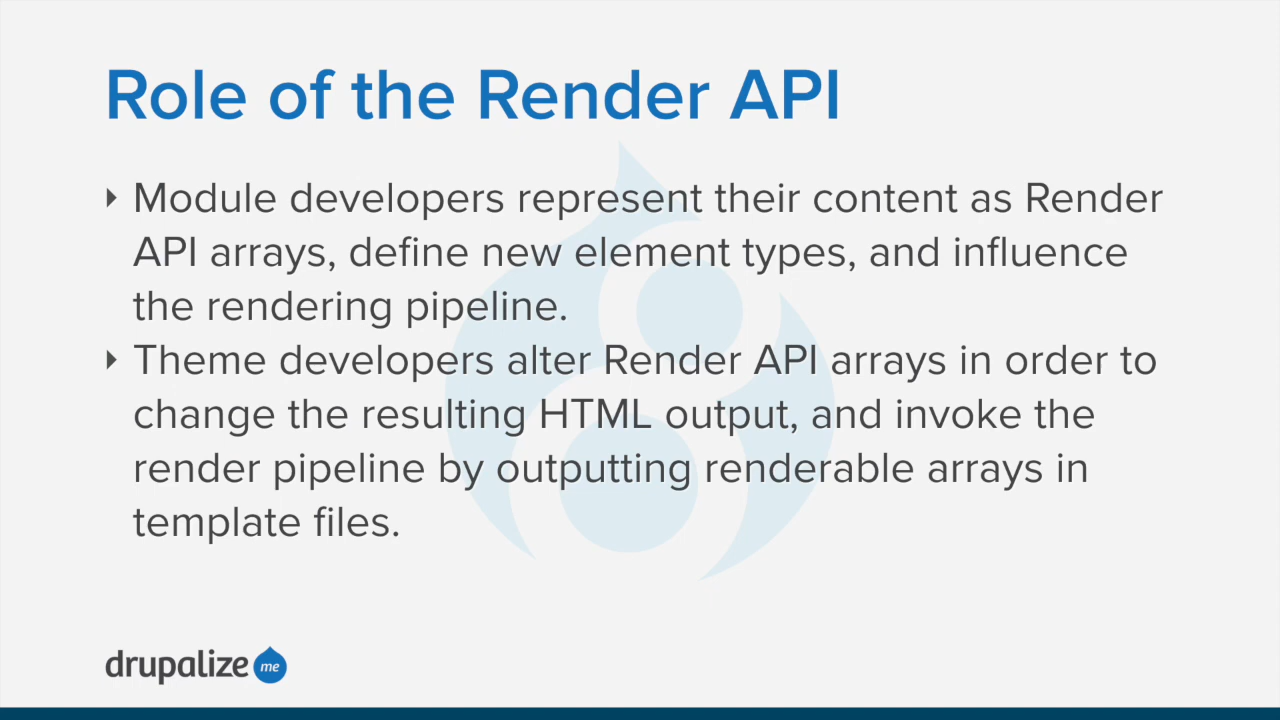 Role of the Render API
‣ Module developers represent their content as Render
API arrays, define new element types, and influence
the rendering pipeline.
‣ Theme developers alter Render API arrays in order to
change the resulting HTML output, and invoke the
render pipeline by outputting renderable arrays in
template files.
drupalize me